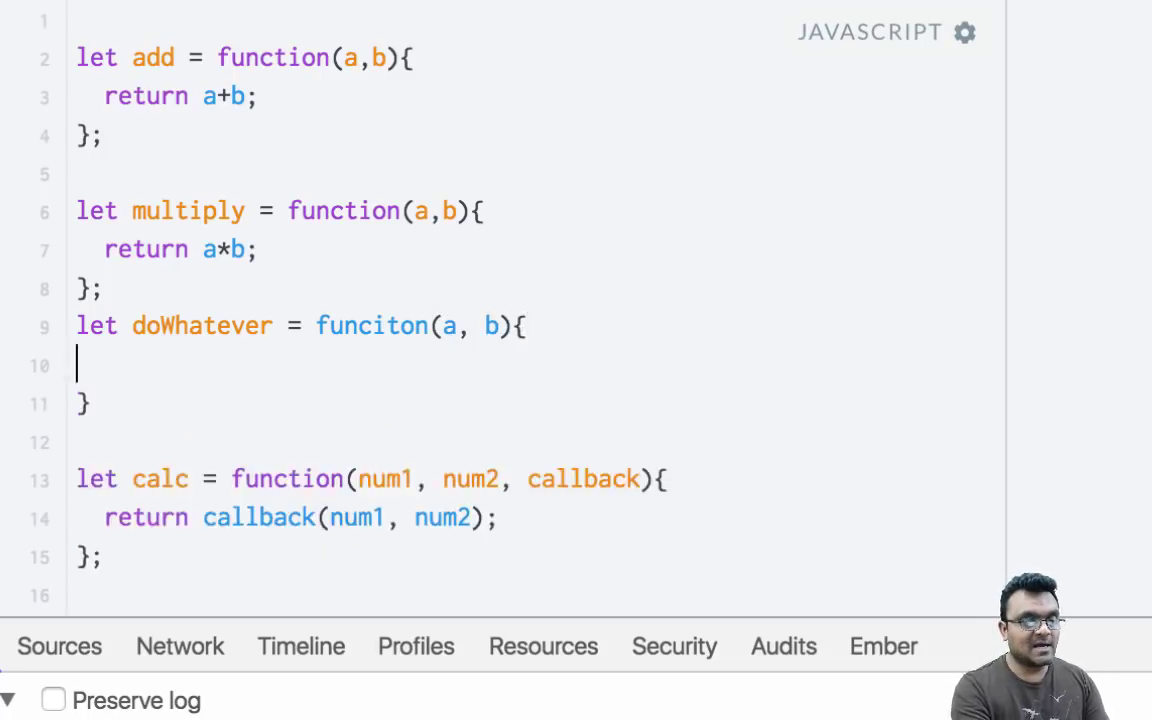 JAVASCRIPT
1
2 let add = function(a,b){
3 return a+b;
4 };
5
6 let multiply = function(a,b){
7 return a*b;
8 };
9 let doWhatever = funciton(a, b){
10
11 }
12
13 let calc = function(num1, num2, callback){
14 return callback(num1, num2);
15 };
16
Sources Network Timeline Profiles Resources Security Audits Ember
Preserve log